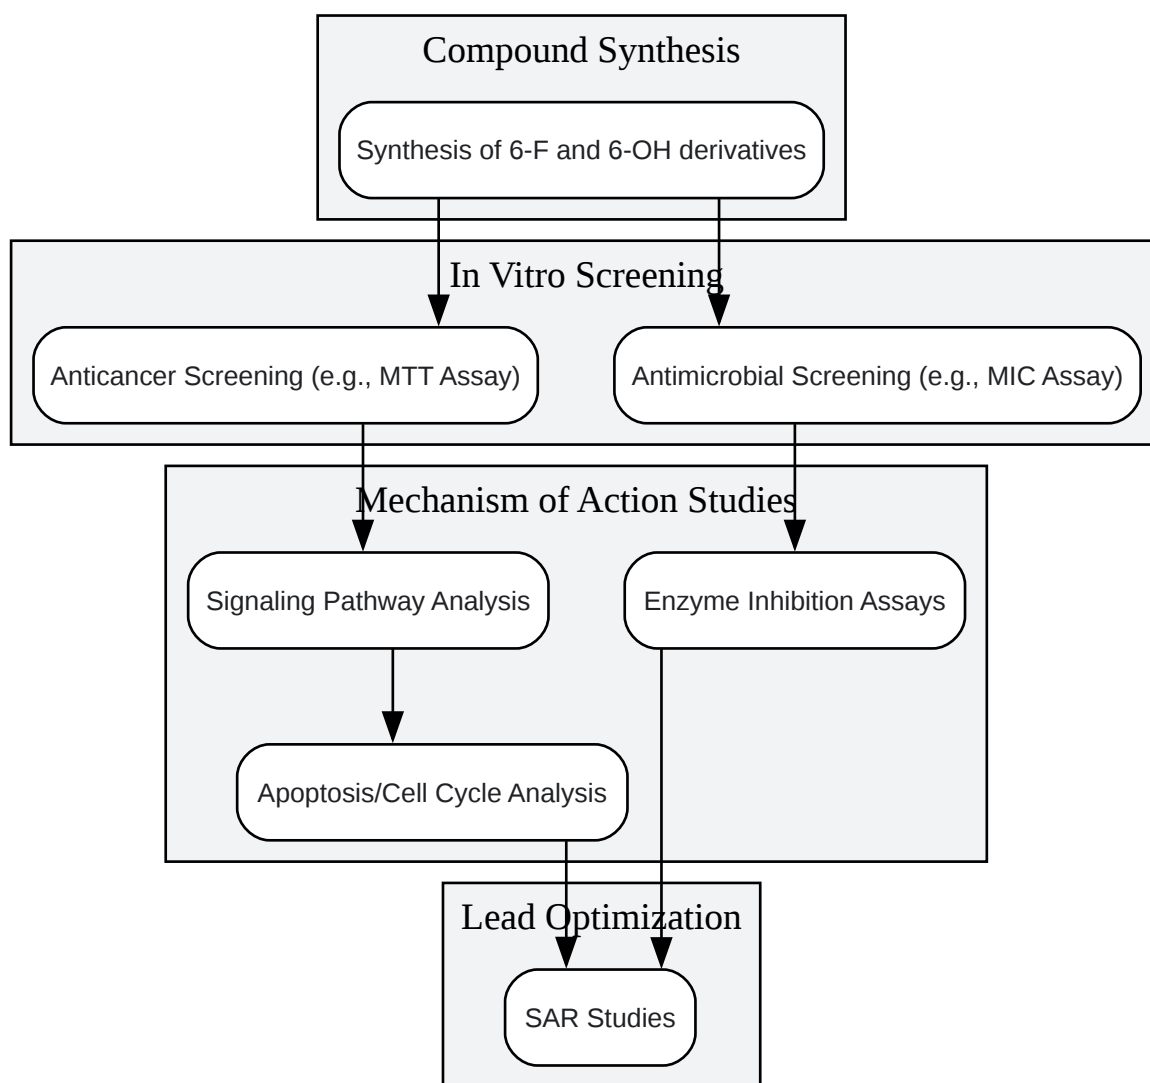 Compound Synthesis
Synthesis of 6-F and 6-OH derivatives
In Vitro Screening
Anticancer Screening (e.g., MTT Assay)
Antimicrobial Screening (e.g., MIC Assay)
Mechanism of Action Studies
Signaling Pathway Analysis
Enzyme Inhibition Assays
Apoptosis/Cell Cycle Analysis
Lead Optimization
SAR Studies